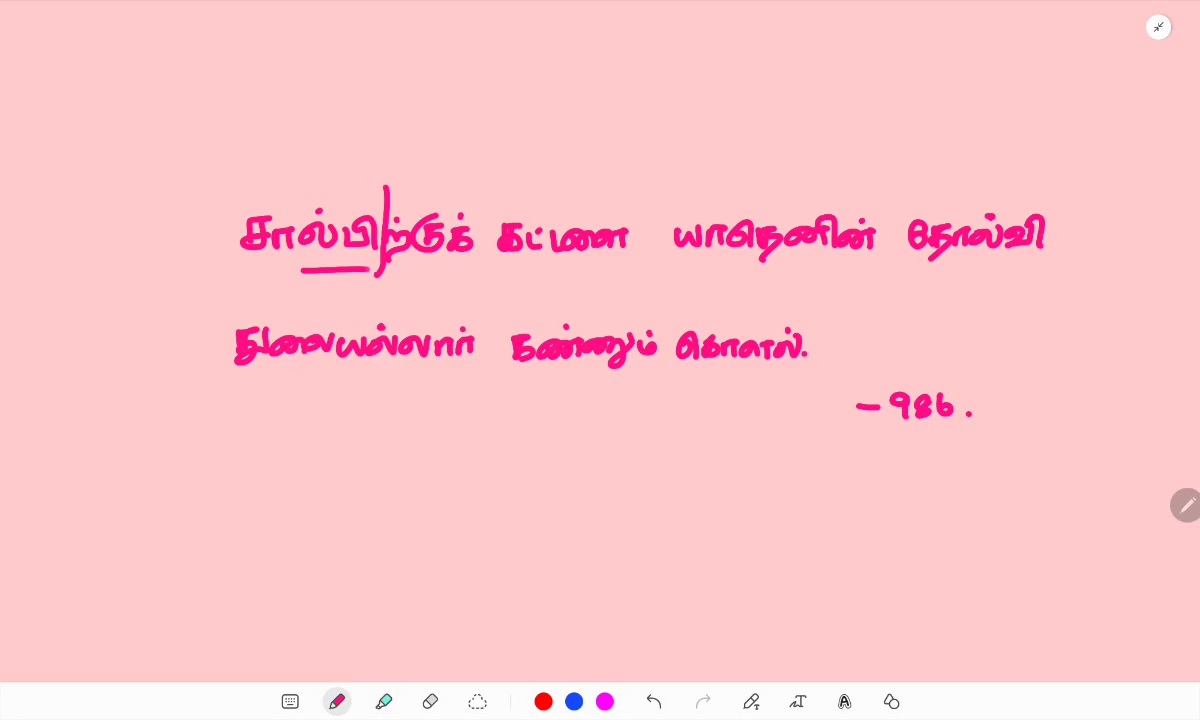 சால்பிற்குக் கட்டளை யாதெனின் தோல்வி
துலையல்லார் கண்ணும் கொளல்.
- 986.